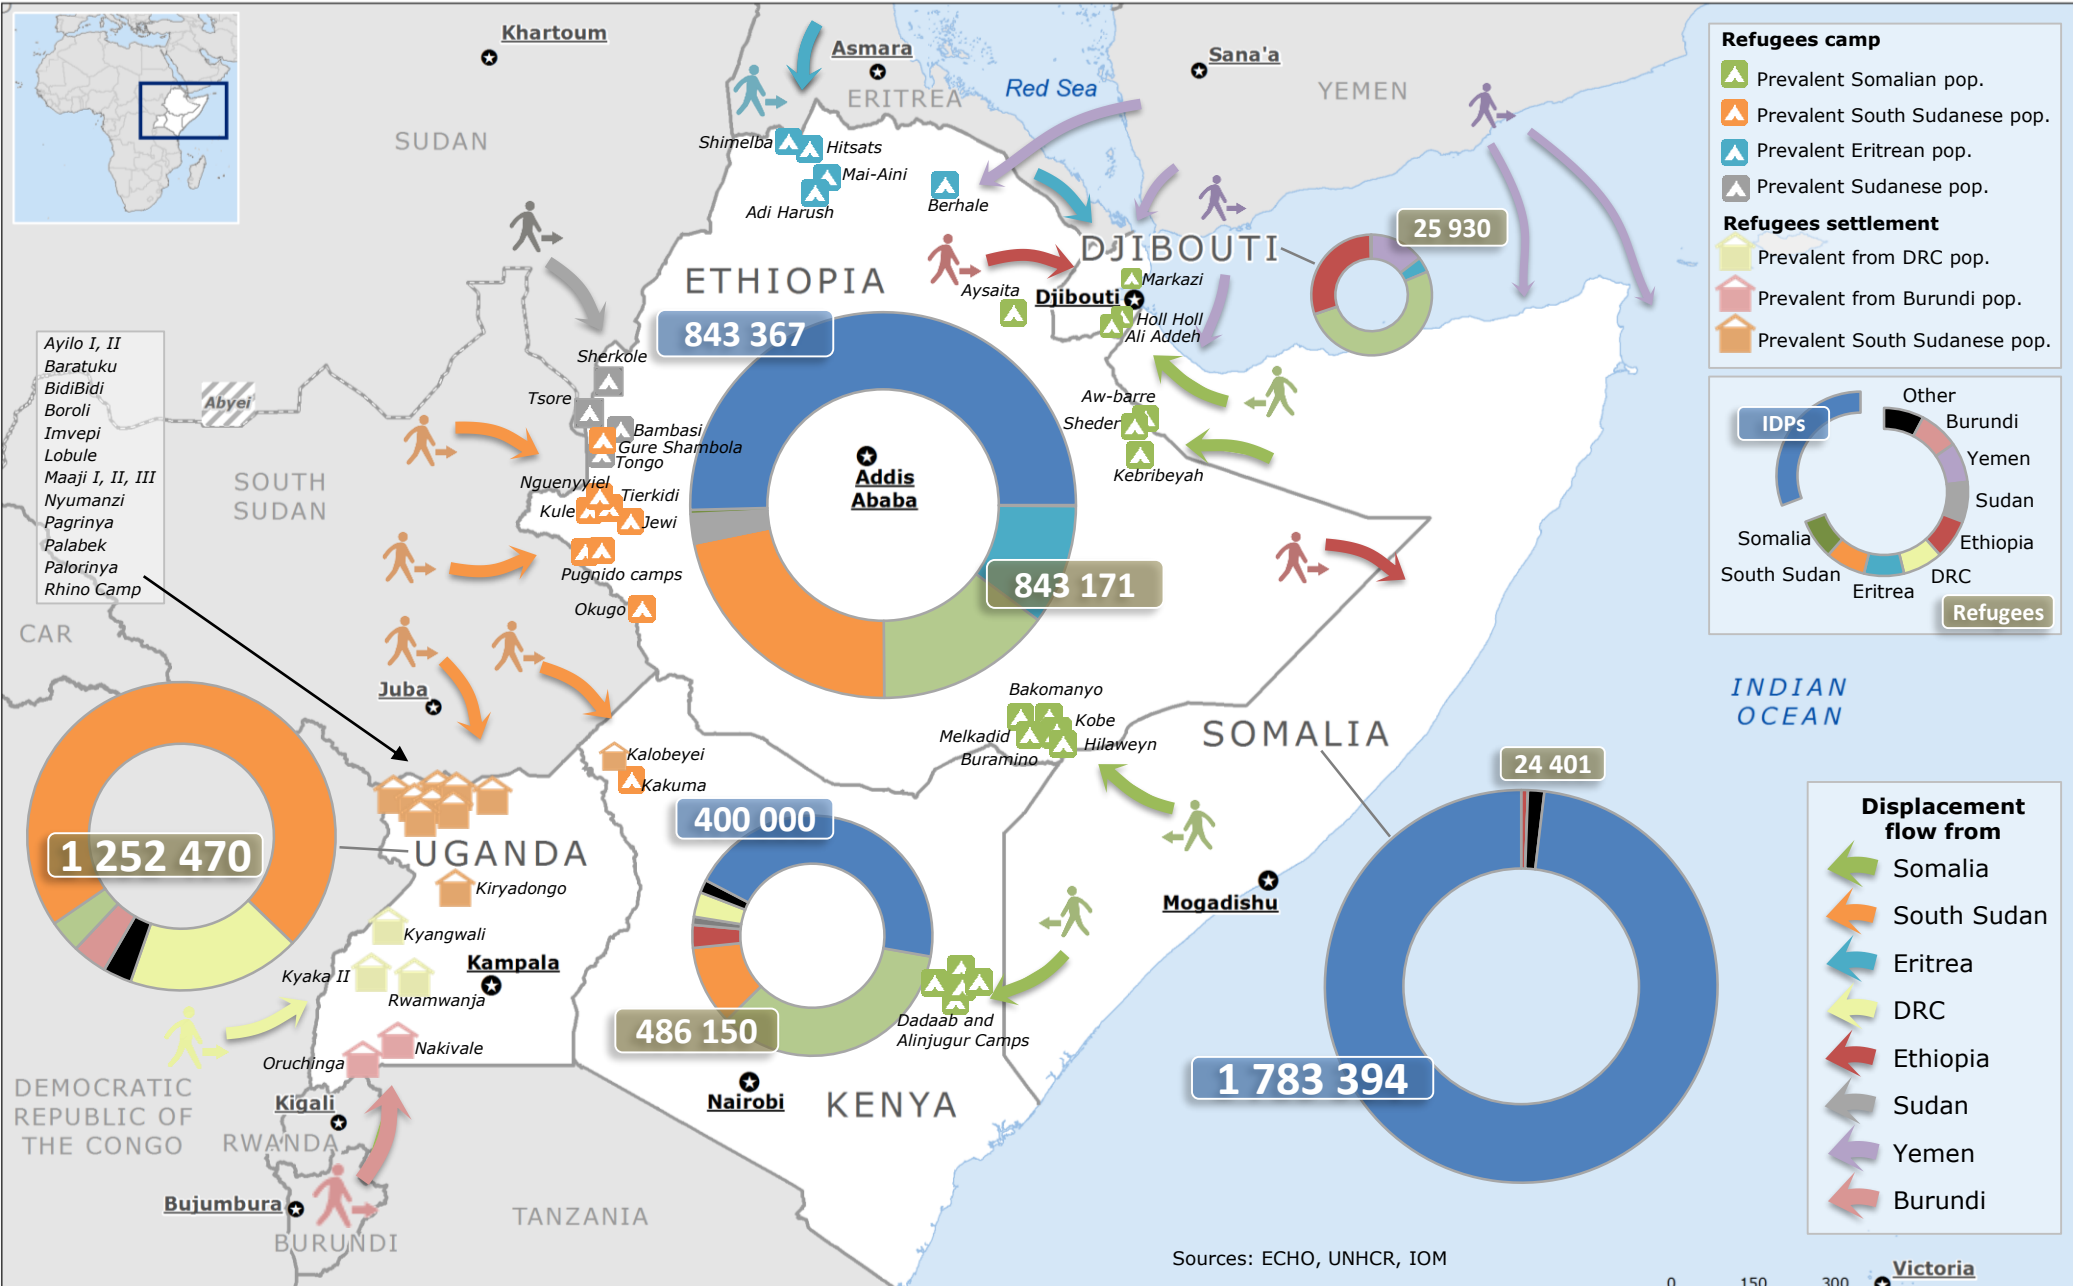 Khartoum
Asmara
ERITREA
Red Sea
Sana'a
YEMEN
SUDAN
Shimelba
Hitsats
Mai-Aini
Adi Harush
Berhale
ETHIOPIA
DJIBOUTI
25 930
Aysaita
Markazi
Djibouti
Holl Holl
Ali Addeh
843 367
Sherkole
Tsore
Bambasi
Gure Shambola
Tongo
Nguenyyiel
Tierkidi
Kule
Jewi
Pugnido camps
Okugo
Addis
Ababa
843 171
Aw-barre
Sheder
Kebribeyah
Abyei
SOUTH
SUDAN
Ayilo I, II
Baratuku
BidiBidi
Boroli
Imvepi
Lobule
Maaji I, II, III
Nyumanzi
Pagrinya
Palabek
Palorinya
Rhino Camp
CAR
Juba
Bakomanyo
Kobe
Melkadid
Hilaweyn
Buramino
SOMALIA
INDIAN
OCEAN
24 401
Kalobeyei
Kakuma
400 000
1 252 470
UGANDA
Kiryadongo
Kyangwali
Kyaka II
Kampala
Rwamwanja
Mogadishu
486 150
Dadaab and
Alinjugur Camps
Nakivale
Oruchinga
1 783 394
DEMOCRATIC
REPUBLIC OF
THE CONGO
Kigali
RWANDA
Nairobi
KENYA
Bujumbura
BURUNDI
TANZANIA
Sources: ECHO, UNHCR, IOM
Victoria
0 150 300
Refugees camp
Prevalent Somalian pop.
Prevalent South Sudanese pop.
Prevalent Eritrean pop.
Prevalent Sudanese pop.
Refugees settlement
Prevalent from DRC pop.
Prevalent from Burundi pop.
Prevalent South Sudanese pop.
IDPs
Other
Burundi
Yemen
Sudan
Ethiopia
DRC
Eritrea
South Sudan
Somalia
Refugees
Displacement
flow from
Somalia
South Sudan
Eritrea
DRC
Ethiopia
Sudan
Yemen
Burundi